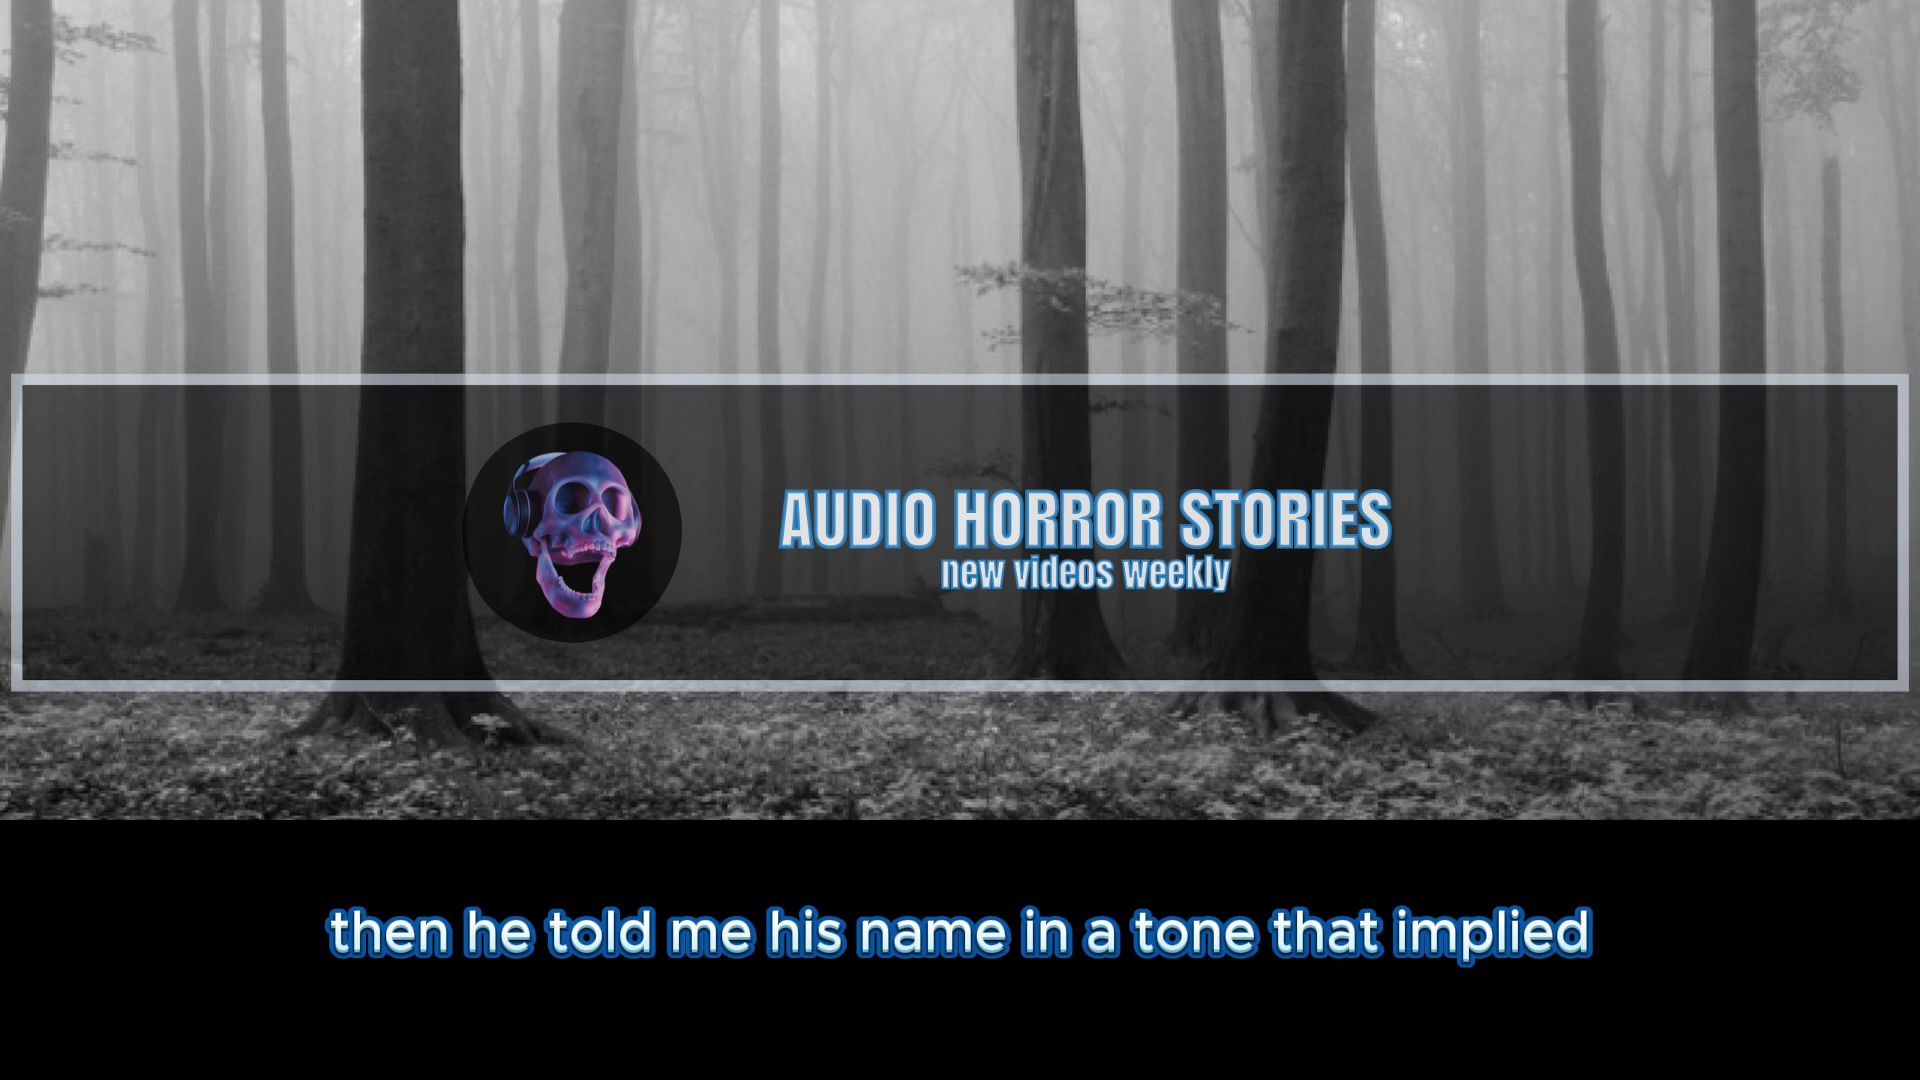 AUDIO HORROR STORIES
new videos weekly
then he told me his name in a tone that implied